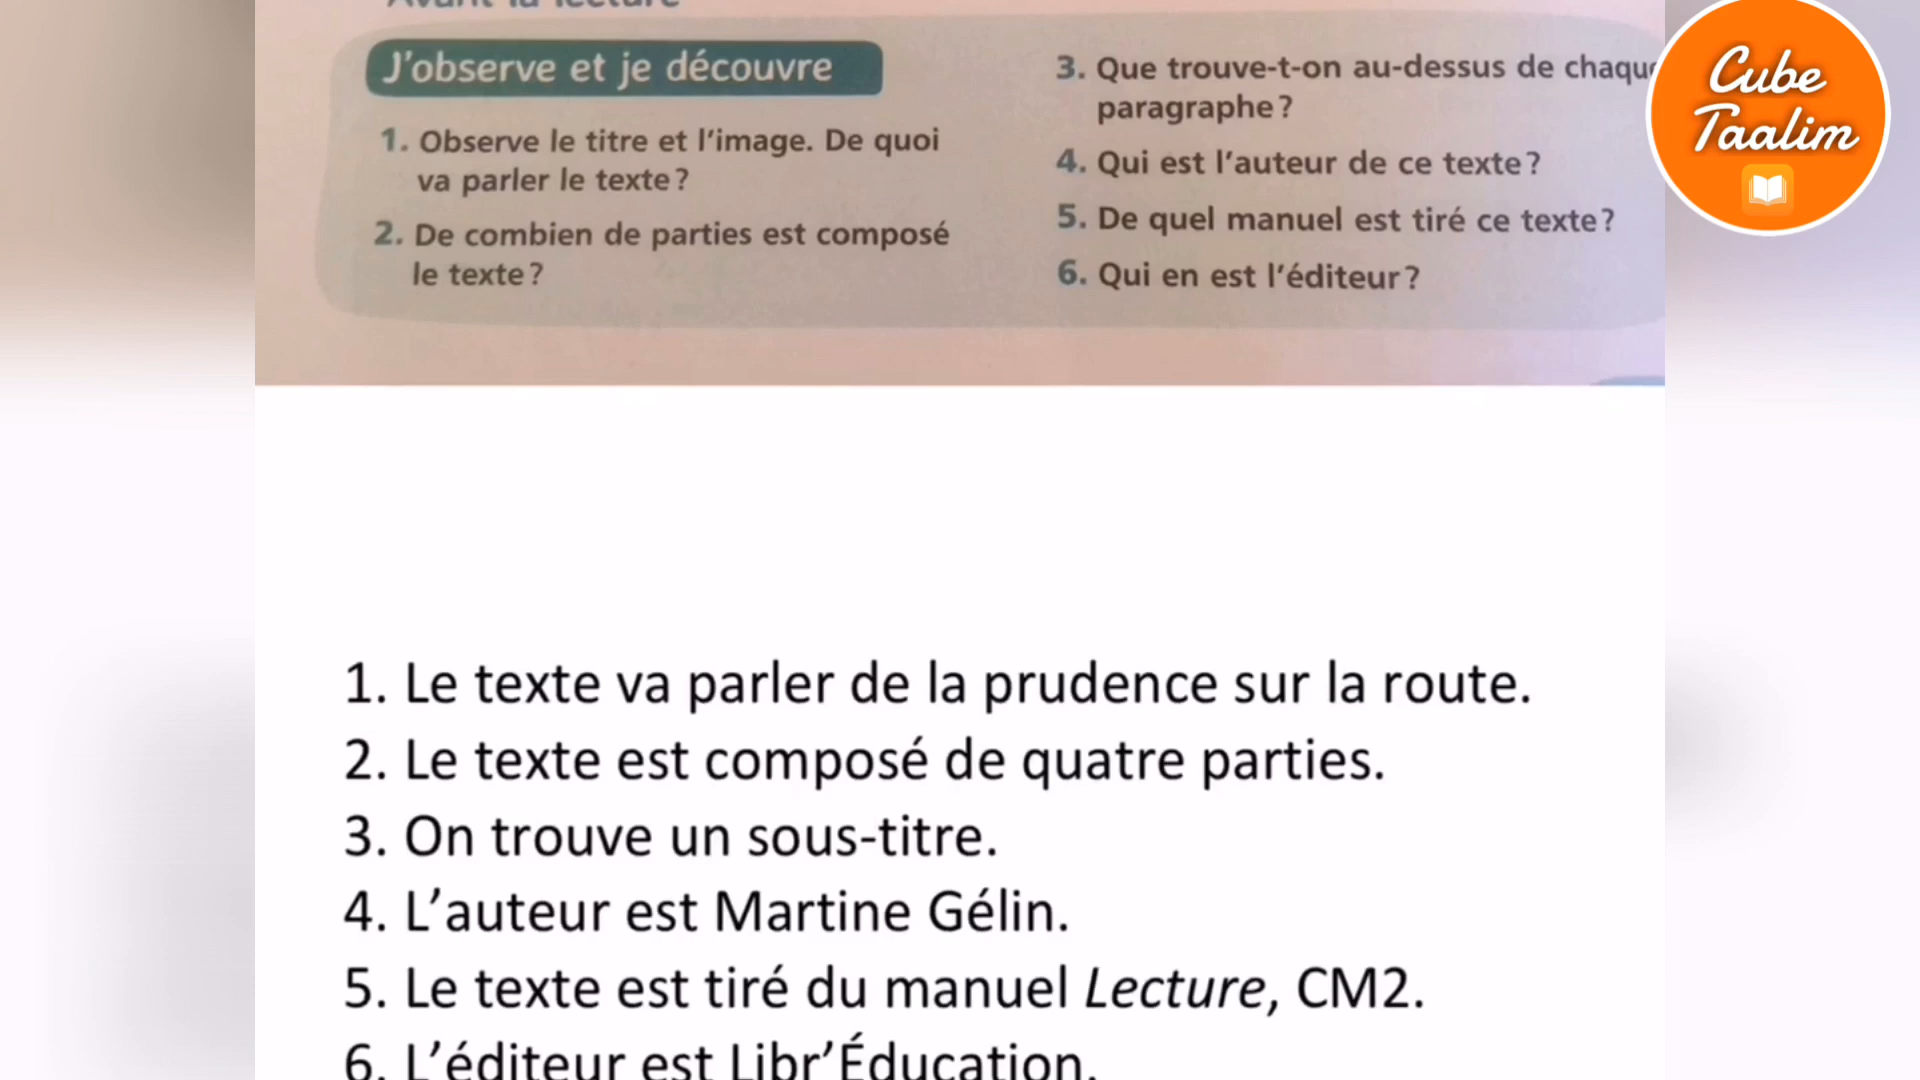 Avant la lecture
J'observe et je découvre
1. Observe le titre et l'image. De quoi
va parler le texte ?
2. De combien de parties est composé
le texte ?
3. Que trouve-t-on au-dessus de chaque
paragraphe ?
4. Qui est l'auteur de ce texte ?
5. De quel manuel est tiré ce texte ?
6. Qui en est l'éditeur ?
Cube
Taalim
1. Le texte va parler de la prudence sur la route.
2. Le texte est composé de quatre parties.
3. On trouve un sous-titre.
4. L’auteur est Martine Gélin.
5. Le texte est tiré du manuel Lecture, CM2.
6. L’éditeur est Libr’Éducation.